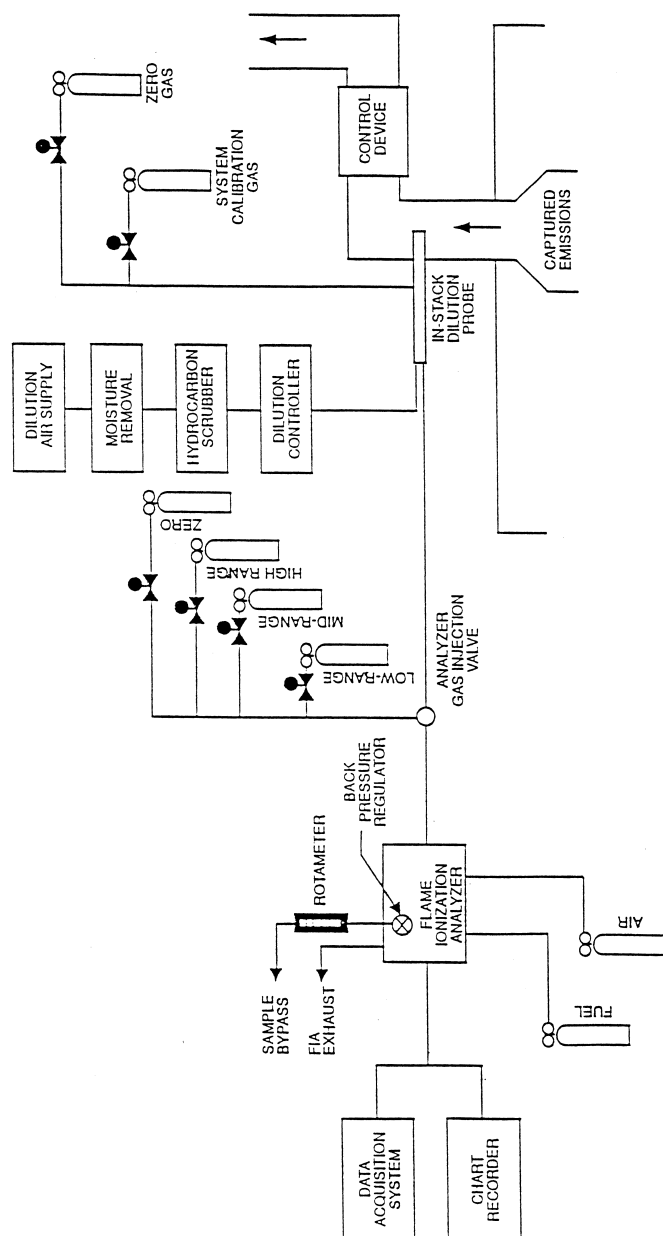 ZERO
GAS
SYSTEM
CALIBRATION
GAS
CONTROL
DEVICE
CAPTURED
EMISSIONS
IN-STACK
DILUTION
PROBE
DILUTION
AIR SUPPLY
MOISTURE
REMOVAL
HYDROCARBON
SCRUBBER
DILUTION
CONTROLLER
ZERO
HIGH RANGE
MID-RANGE
LOW-RANGE
ANALYZER
GAS INJECTION
VALVE
BACK
PRESSURE
REGULATOR
ROTAMETER
SAMPLE
BYPASS
FIA
EXHAUST
FLAME
IONIZATION
ANALYZER
AIR
FUEL
DATA
ACQUISITION
SYSTEM
CHART
RECORDER